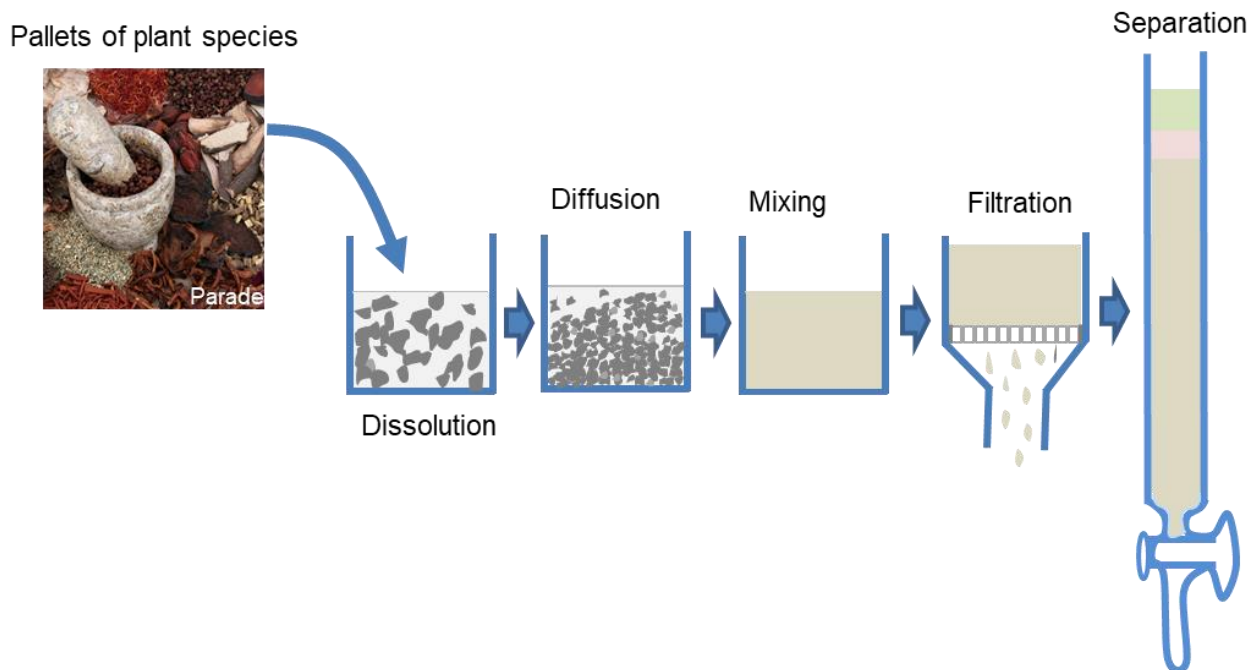 Pallets of plant species
Parade
Dissolution
Diffusion
Mixing
Filtration
Separation